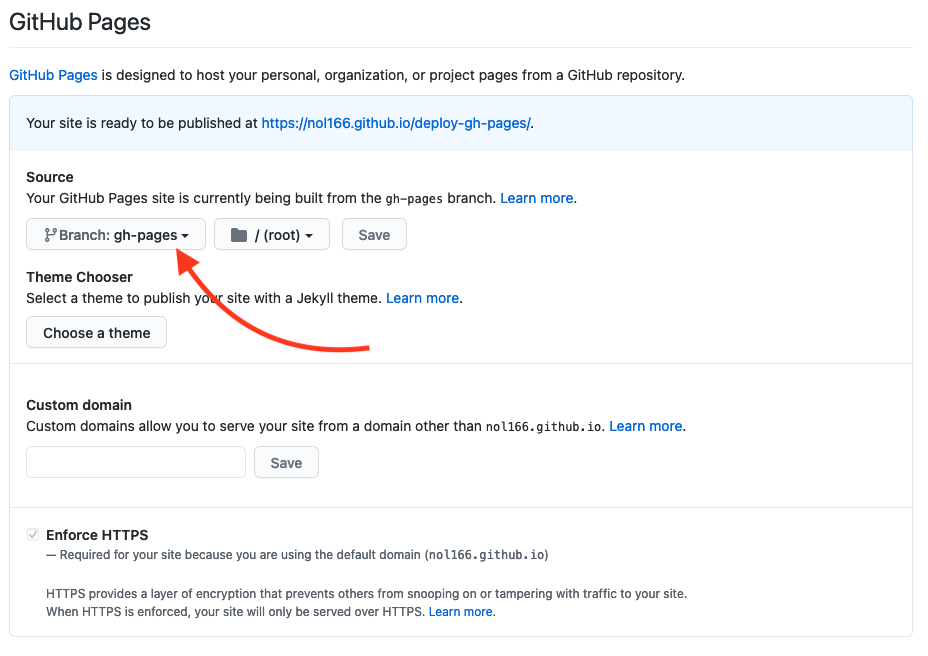 GitHub Pages
GitHub Pages is designed to host your personal, organization, or project pages from a GitHub repository.
Your site is ready to be published at https://nol166.github.io/deploy-gh-pages/.
Source
Your GitHub Pages site is currently being built from the gh-pages branch. Learn more.
Branch: gh-pages / (root) Save
Theme Chooser
Select a theme to publish your site with a Jekyll theme. Learn more.
Choose a theme
Custom domain
Custom domains allow you to serve your site from a domain other than nol166.github.io. Learn more.
Save
Enforce HTTPS
— Required for your site because you are using the default domain (nol166.github.io)
HTTPS provides a layer of encryption that prevents others from snooping on or tampering with traffic to your site.
When HTTPS is enforced, your site will only be served over HTTPS. Learn more.